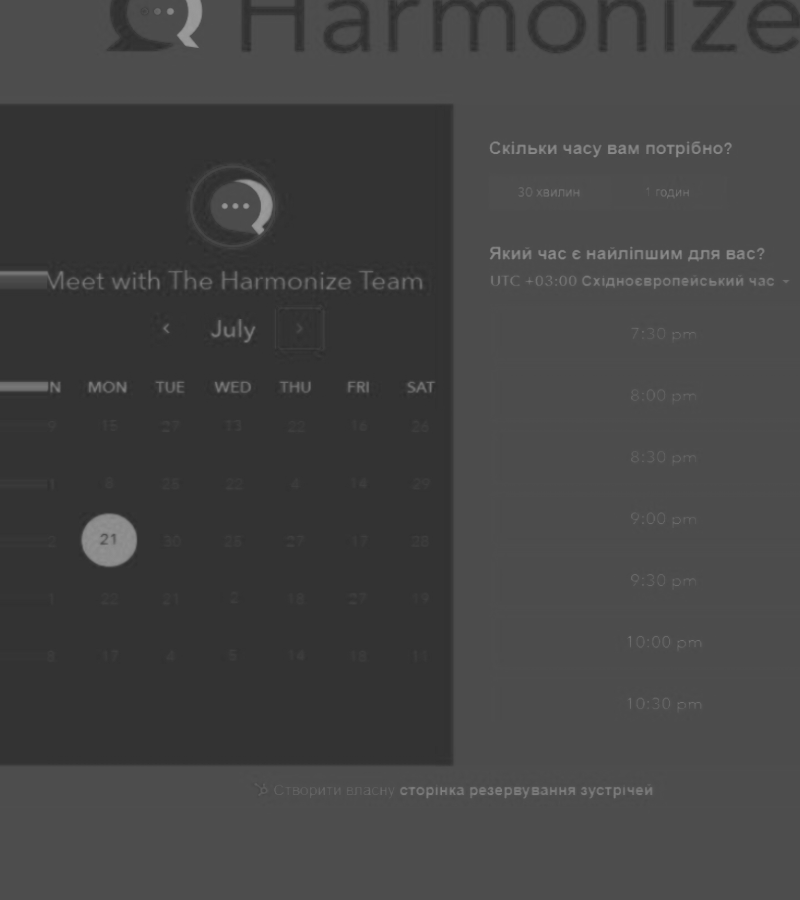 Harmonize
Meet with The Harmonize Team
July
N MON TUE WED THU FRI SAT
9 15 27 13 22 16 26
1 8 26 22 4 14 29
2 21 30 26 27 17 28
1 22 21 2 18 27 19
8 17 4 5 14 18 11
Скільки часу вам потрібно?
30 хвилин 1 годин
Який час є найліпшим для вас?
UTC +03:00 Східноєвропейський час
7:30 pm
8:00 pm
8:30 pm
9:00 pm
9:30 pm
10:00 pm
10:30 pm
Створити власну сторінка резервування зустрічей